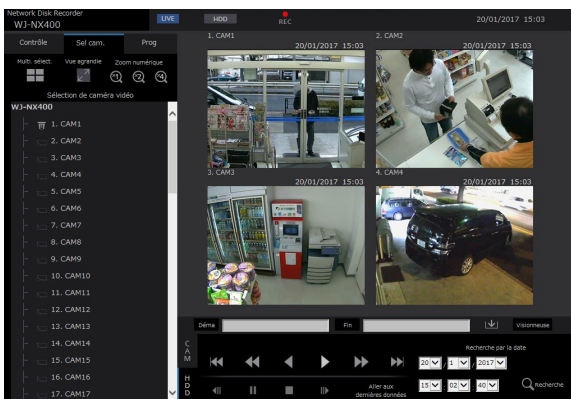 Network Disk Recorder
WJ-NX400
LIVE
HDD
REC
20/01/2017 15:03
Contrôle
Sel cam.
Prog
Multi. sélect.
Vue agrandie
Zoom numérique
x1
x2
x4
Sélection de caméra vidéo
WJ-NX400
1. CAM1
2. CAM2
3. CAM3
4. CAM4
5. CAM5
6. CAM6
7. CAM7
8. CAM8
9. CAM9
10. CAM10
11. CAM11
12. CAM12
13. CAM13
14. CAM14
15. CAM15
16. CAM16
17. CAM17
1. CAM1
20/01/2017 15:03
2. CAM2
20/01/2017 15:03
3. CAM3
20/01/2017 15:03
4. CAM4
20/01/2017 15:03
Déma
Fin
Visionneuse
CAM
HDD
Recherche par la date
20 / 1 / 2017
Aller aux
dernières données
15 : 02 : 40
Recherche